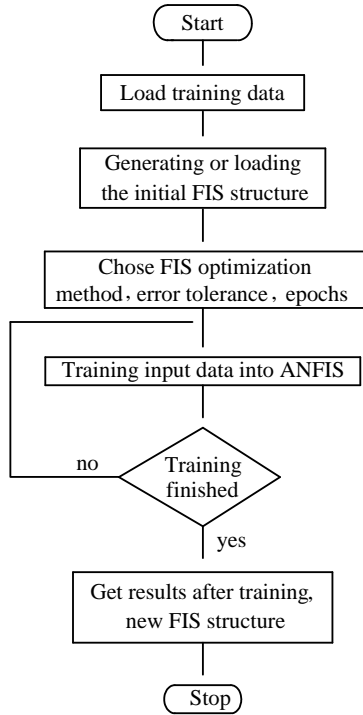 Start
Load training data
Generating or loading
the initial FIS structure
Chose FIS optimization
method, error tolerance, epochs
Training input data into ANFIS
Training
finished
no
yes
Get results after training,
new FIS structure
Stop